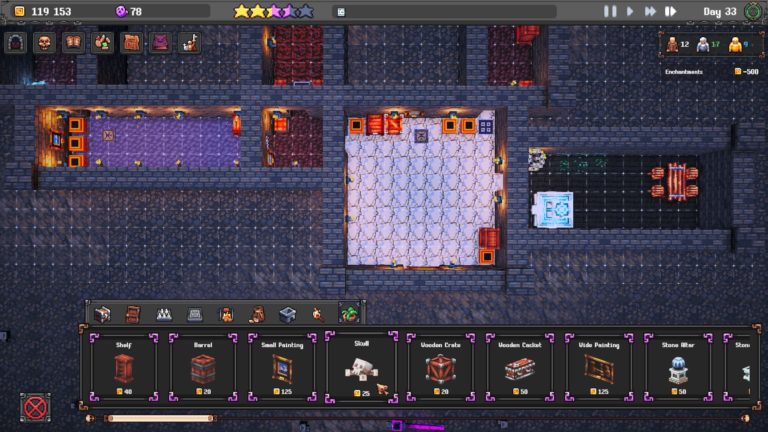 119 153
-78
Day 33
12
17
9
Enchantments
-500
Shelf
Barrel
Small Painting
Skull
Wooden Crate
Wooden Casket
Wide Painting
Stone Altar
Ston
40
20
125
25
20
50
125
50